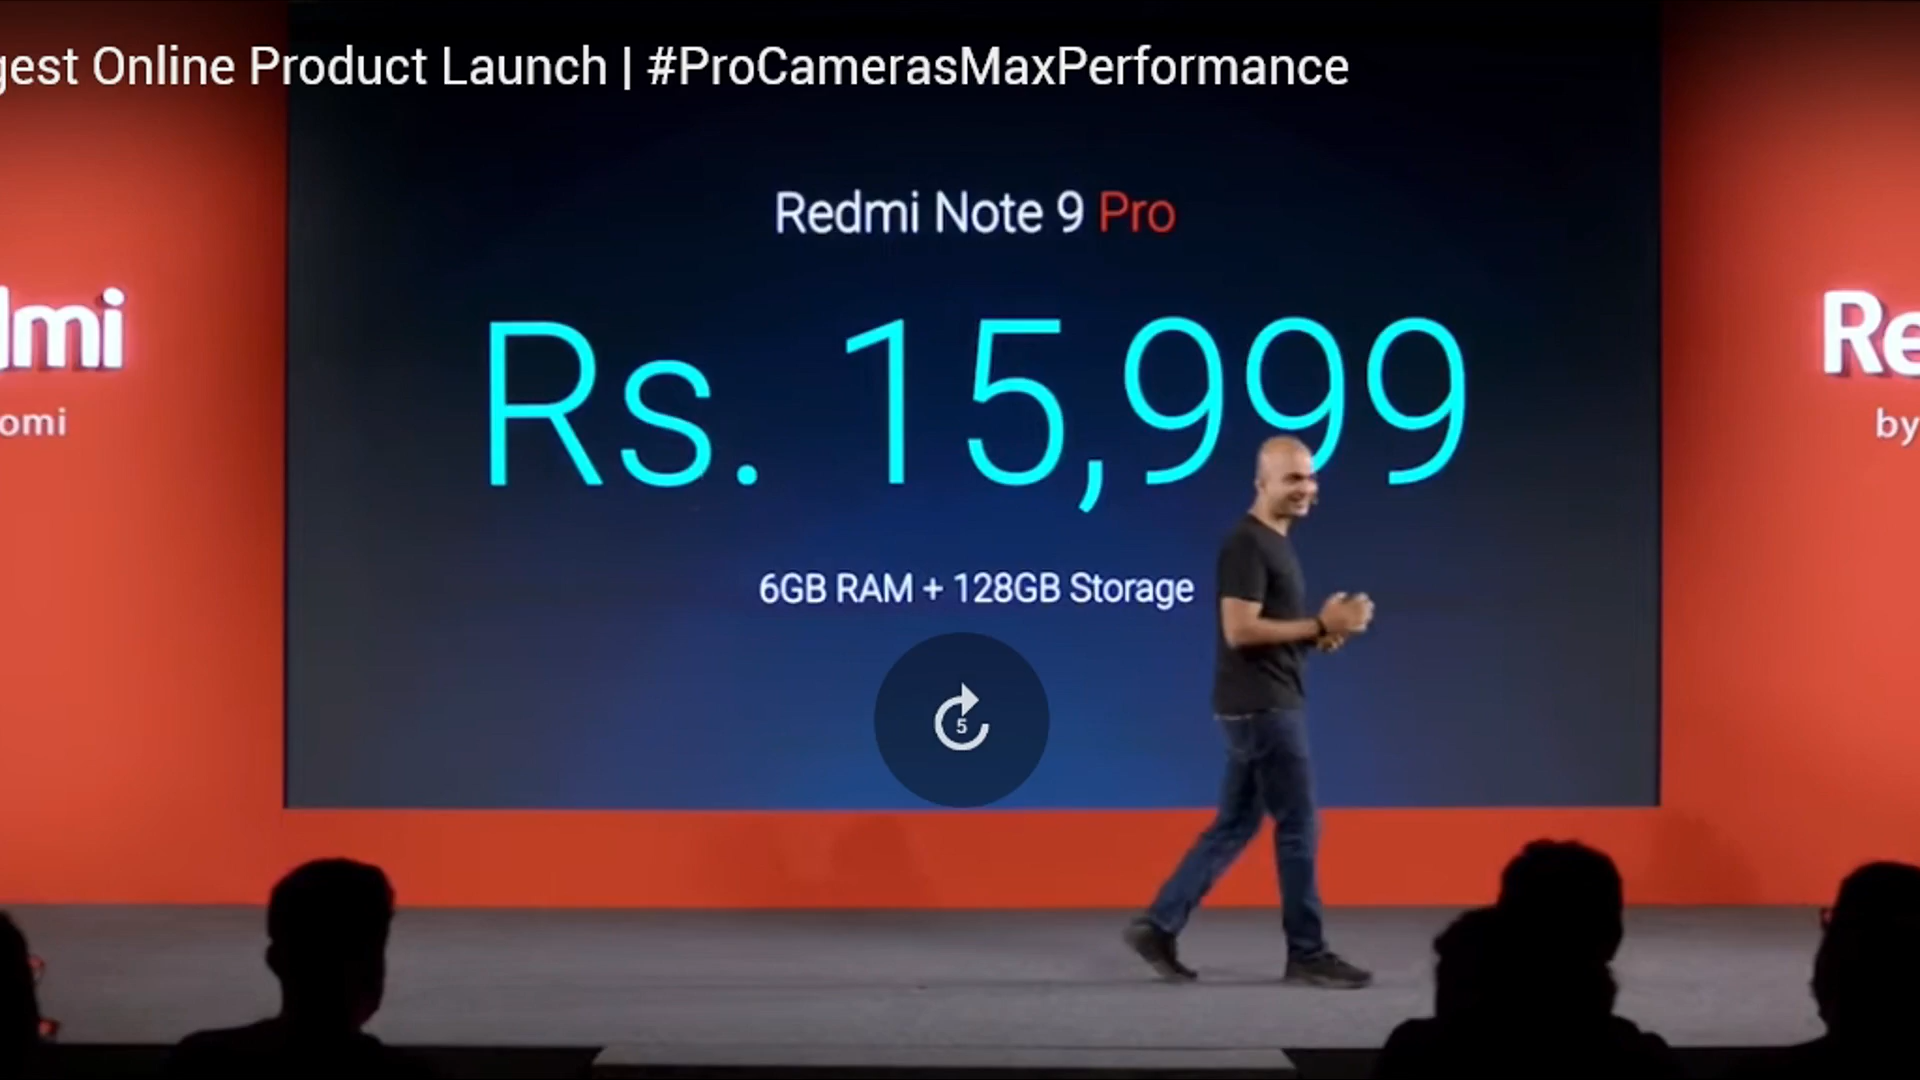 gest Online Product Launch | #ProCamerasMaxPerformance
Redmi Note 9 Pro
Rs. 15,999
6GB RAM + 128GB Storage
5
dmi
omi
Re
by